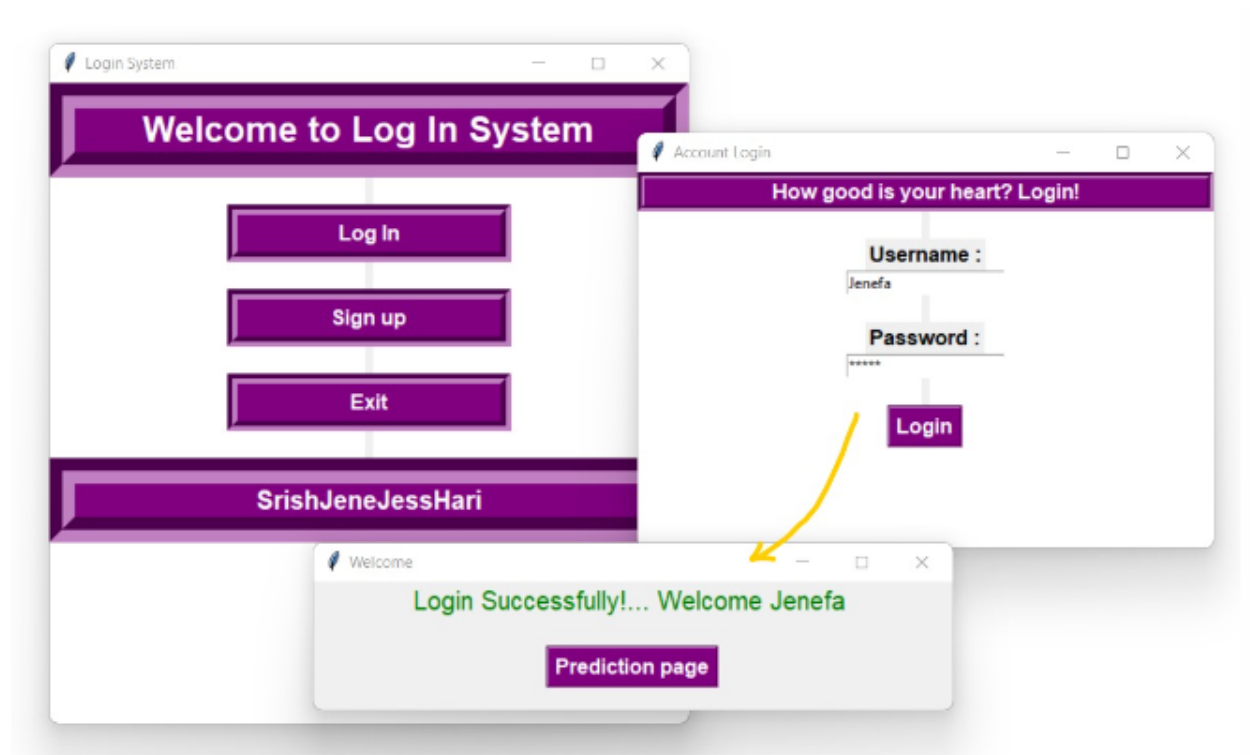 Login System
Welcome to Log In System
Log In
Sign up
Exit
SrishJeneJessHari
Account Login
How good is your heart? Login!
Username :
Jenefa
Password :
*****
Login
Welcome
Login Successfully!... Welcome Jenefa
Prediction page